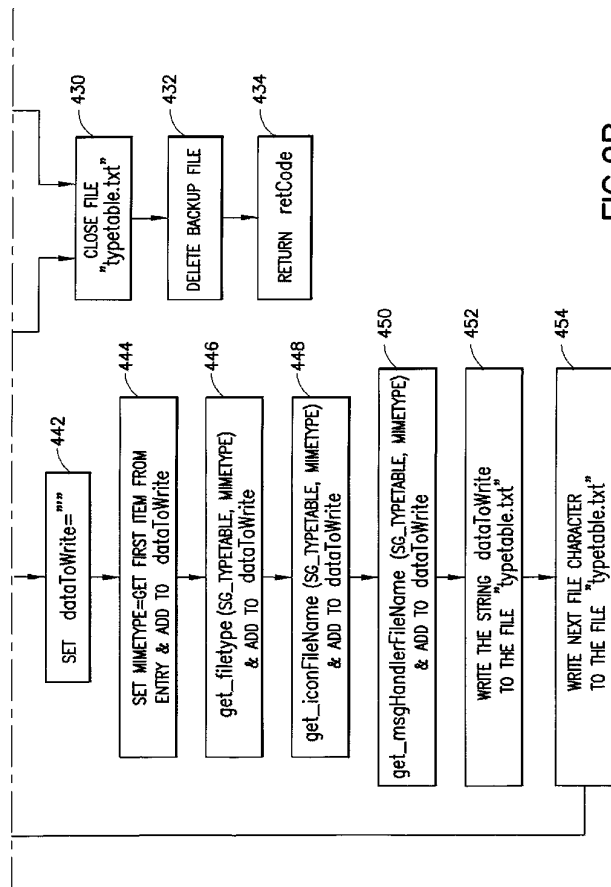 442
SET dataToWrite=""
444
SET MIMETYPE=GET FIRST ITEM FROM
ENTRY & ADD TO dataToWrite
446
get_filetype (SG_TYPETABLE, MIMETYPE)
& ADD TO dataToWrite
448
get_iconFileName (SG_TYPETABLE, MIMETYPE)
& ADD TO dataToWrite
450
get_msgHandlerFileName (SG_TYPETABLE, MIMETYPE)
& ADD TO dataToWrite
452
WRITE THE STRING dataToWrite
TO THE FILE "typetable.txt"
454
WRITE NEXT FILE CHARACTER
TO THE FILE "typetable.txt"
430
CLOSE FILE
"typetable.txt"
432
DELETE BACKUP FILE
434
RETURN retCode
FIG.